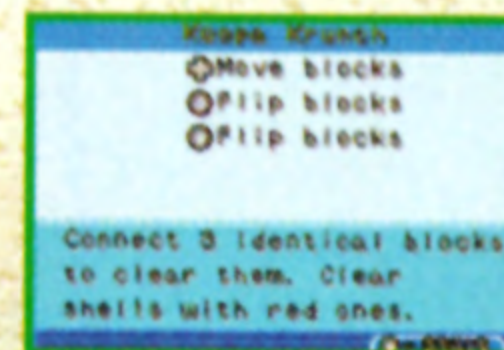 Koopa Krunch
Move blocks
Flip blocks
Flip blocks
Connect 3 identical blocks
to clear them. Clear
shells with red ones.